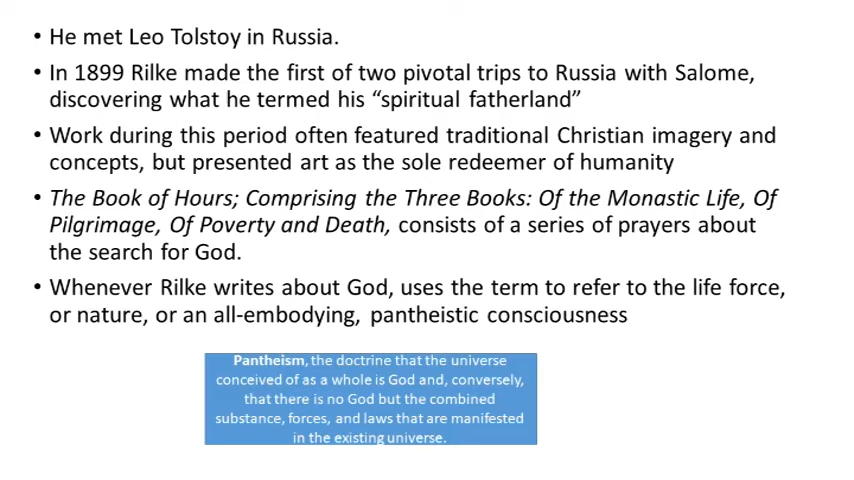 • He met Leo Tolstoy in Russia.
• In 1899 Rilke made the first of two pivotal trips to Russia with Salome,
discovering what he termed his “spiritual fatherland”
• Work during this period often featured traditional Christian imagery and
concepts, but presented art as the sole redeemer of humanity
• The Book of Hours; Comprising the Three Books: Of the Monastic Life, Of
Pilgrimage, Of Poverty and Death, consists of a series of prayers about
the search for God.
• Whenever Rilke writes about God, uses the term to refer to the life force,
or nature, or an all-embodying, pantheistic consciousness
Pantheism, the doctrine that the universe
conceived of as a whole is God and, conversely,
that there is no God but the combined
substance, forces, and laws that are manifested
in the existing universe.